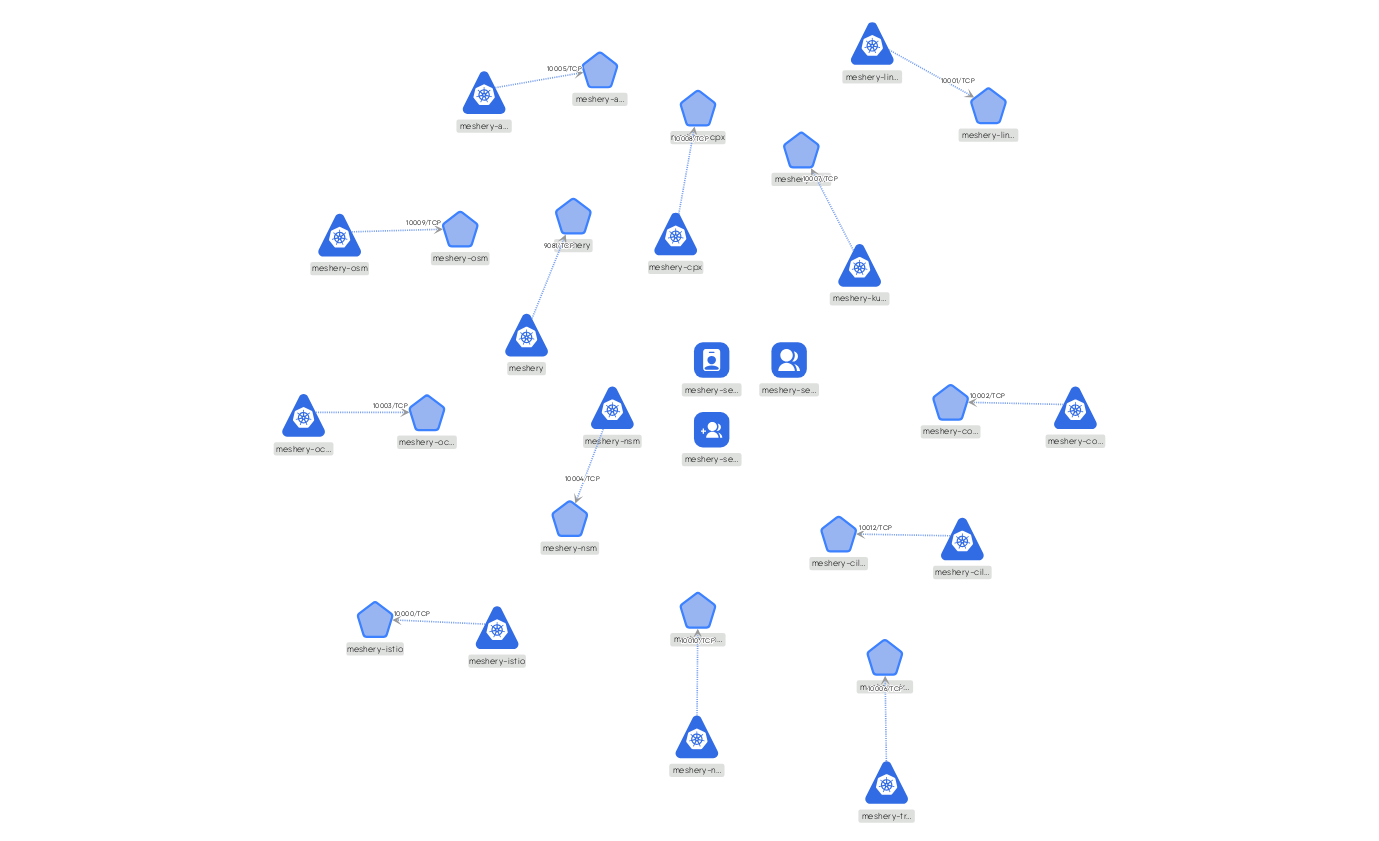 meshery-lin...
10001/TCP
meshery-lin...
10005/TCP
meshery-a...
meshery-a...
10008/TCP
cpx
meshery-cpx
10007/TCP
meshery-ku...
10009/TCP
meshery-osm
meshery-osm
9081/TCP
meshery
meshery-se...
meshery-se...
meshery-se...
10003/TCP
meshery-oc...
meshery-oc...
meshery-nsm
10004/TCP
meshery-nsm
10002/TCP
meshery-co...
meshery-co...
10012/TCP
meshery-cil...
meshery-cil...
10000/TCP
meshery-istio
meshery-istio
10010/TCP
meshery-n...
10006/TCP
meshery-tr...